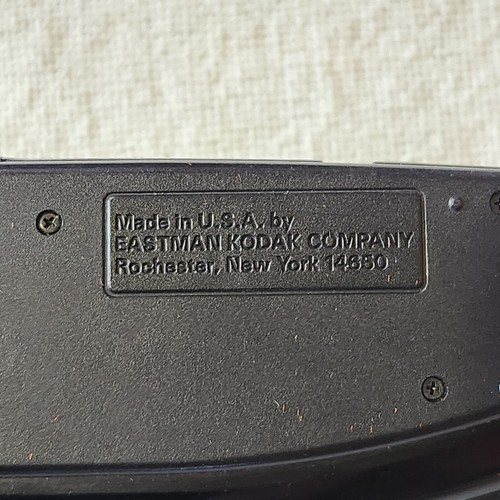 Made in U.S.A. by
EASTMAN KODAK COMPANY
Rochester, New York 14650